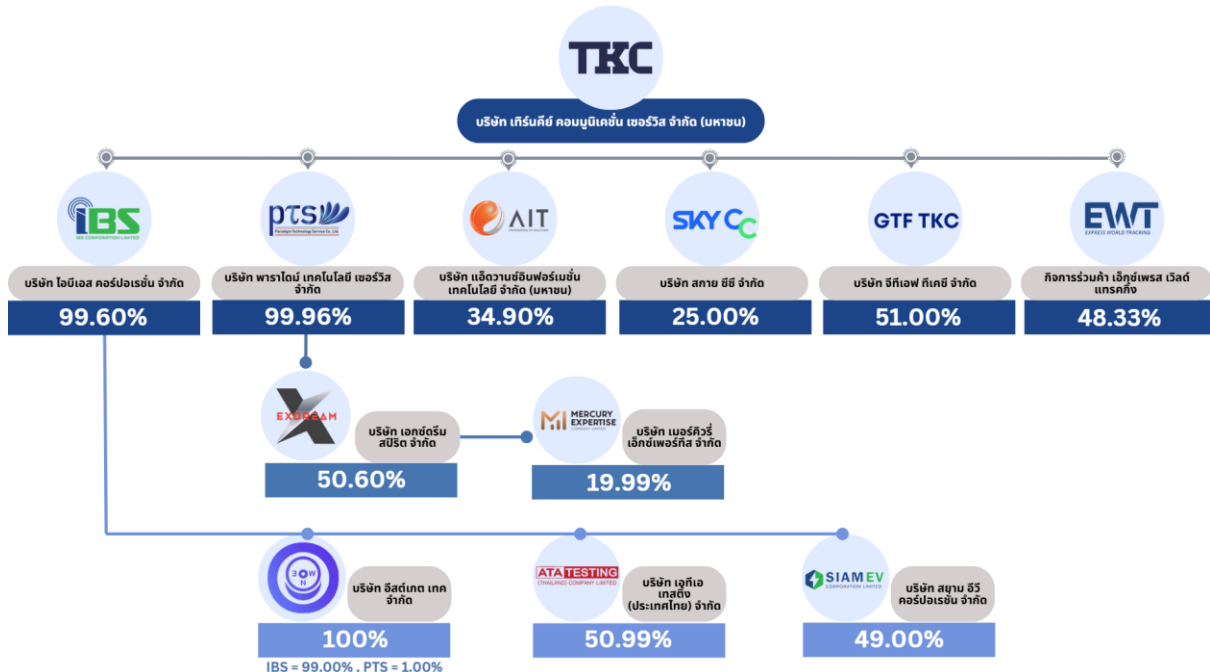 TKC
บริษัท เทิร์นคีย์ คอมมูนิเคชั่น เซอร์วิส จำกัด (มหาชน)
iBS
IBS CORPORATION LIMITED
บริษัท ไอบีเอส คอร์ปอเรชั่น จำกัด
99.60%
PTS
Paradigm Technology Service Co., Ltd.
บริษัท พาราไดม์ เทคโนโลยี เซอร์วิส
จำกัด
99.96%
AIT
บริษัท แอ็ดวานซ์อินฟอร์เมชั่น
เทคโนโลยี จำกัด (มหาชน)
34.90%
SKY CC
บริษัท สกาย ซีซี จำกัด
25.00%
GTF TKC
บริษัท จีทีเอฟ ทีเคซี จำกัด
51.00%
EWT
EXPRESS WORLD TRACKING
กิจการร่วมค้า เอ็กซ์เพรส เวิลด์
แทรคกิ้ง
48.33%
EXDREAM
บริษัท เอกซ์ดรีม
สปิริต จำกัด
50.60%
MERCURY
EXPERTISE
COMPANY LIMITED
บริษัท เมอร์คิวรี่
เอ็กซ์เพอร์ทีส จำกัด
19.99%
บริษัท อีสต์เกต เทค
จำกัด
100%
IBS = 99.00% , PTS = 1.00%
ATA TESTING
(THAILAND) COMPANY LIMITED
บริษัท เอทีเอ
เทสติ้ง
(ประเทศไทย) จำกัด
50.99%
SIAM EV
CORPORATION LIMITED
บริษัท สยาม อีวี
คอร์ปอเรชั่น จำกัด
49.00%